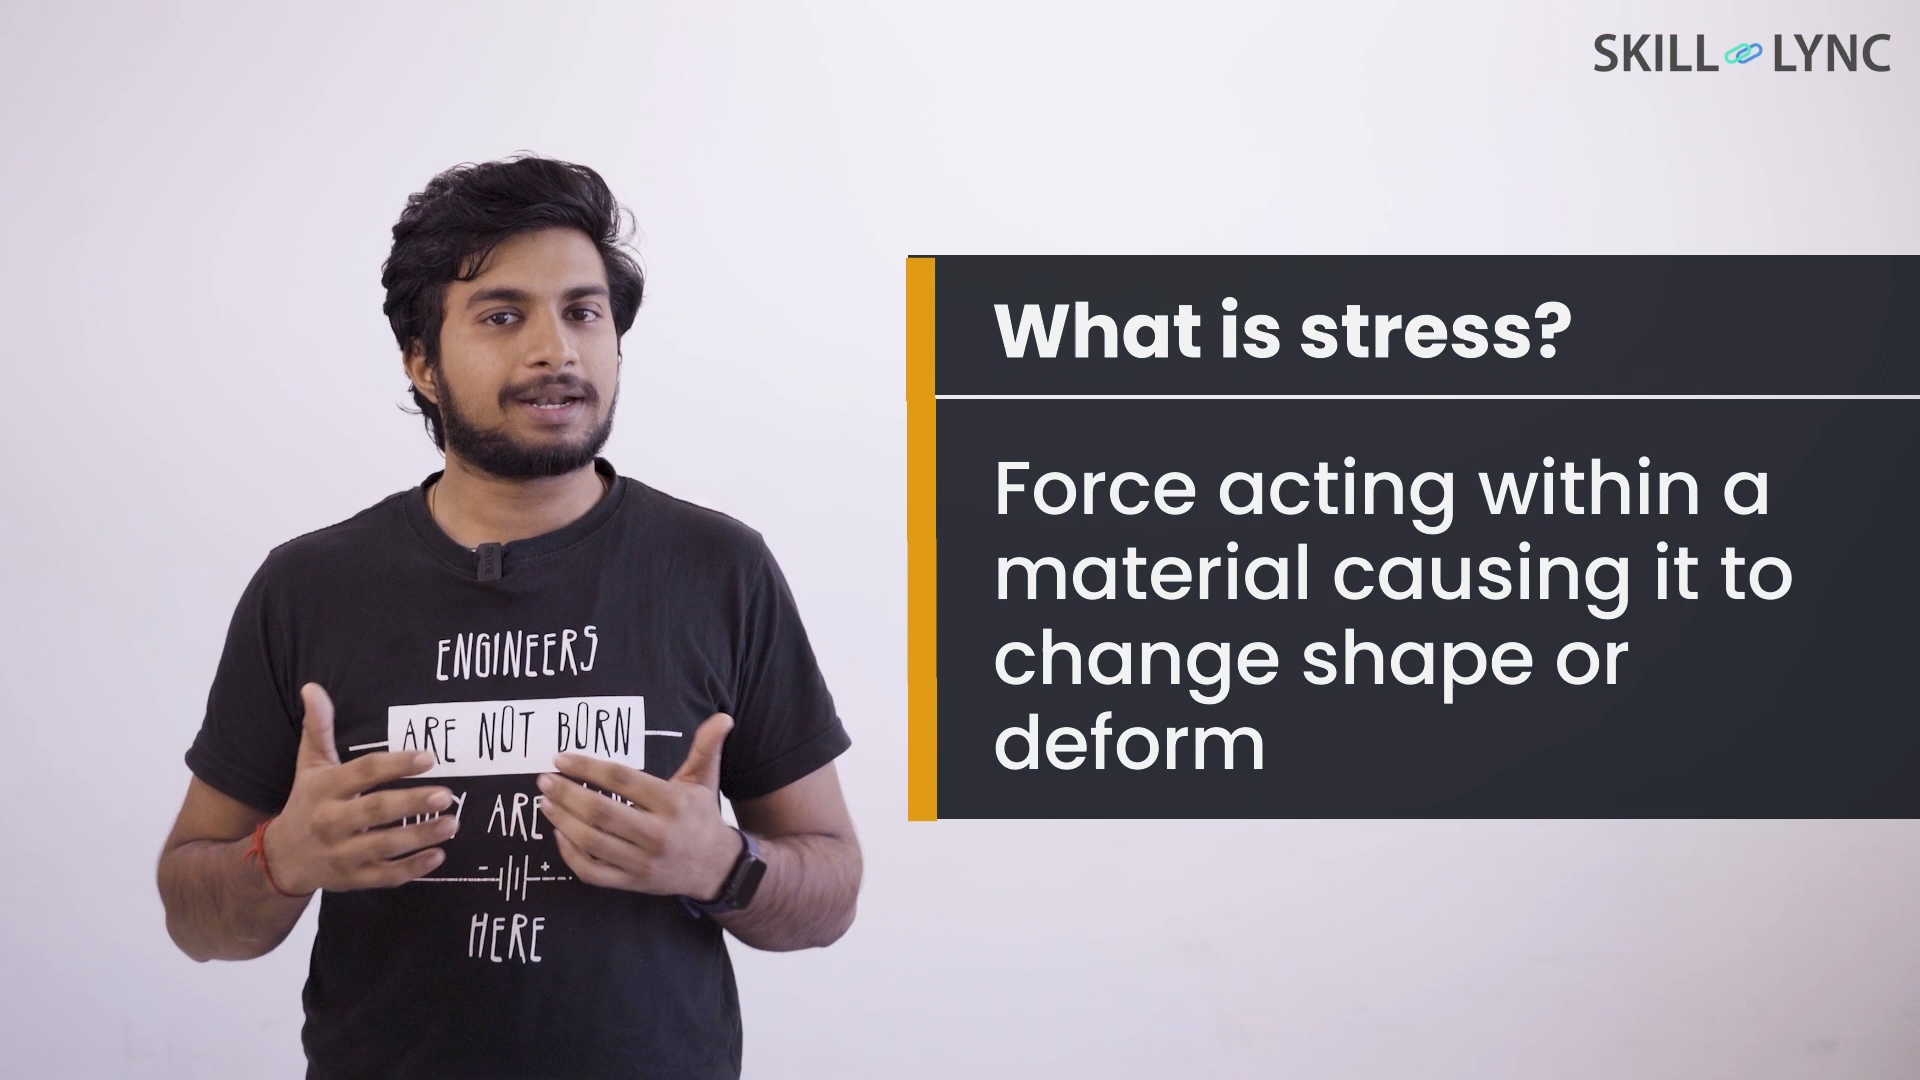 SKILL LYNC
What is stress?
Force acting within a
material causing it to
change shape or
deform
ENGINEERS
ARE NOT BORN
ARE
HERE